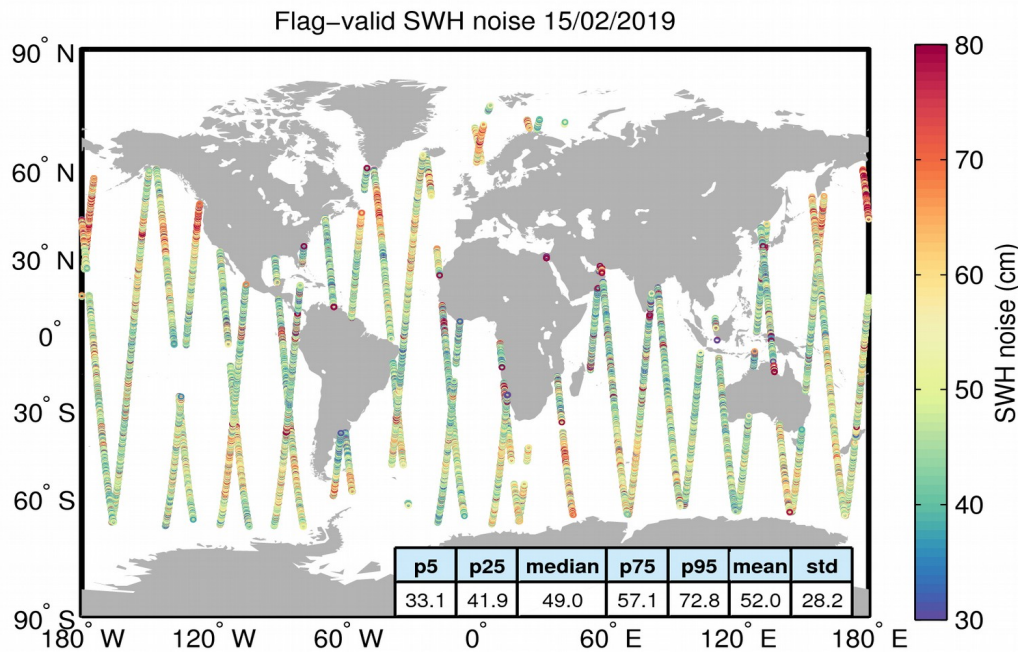 Flag−valid SWH noise 15/02/2019
90° N
60° N
30° N
0°
30° S
60° S
90° S
180° W
120° W
60° W
0°
60° E
120° E
180° E
p5 p25 median p75 p95 mean std
33.1 41.9 49.0 57.1 72.8 52.0 28.2
80
70
60
50
40
30
SWH noise (cm)